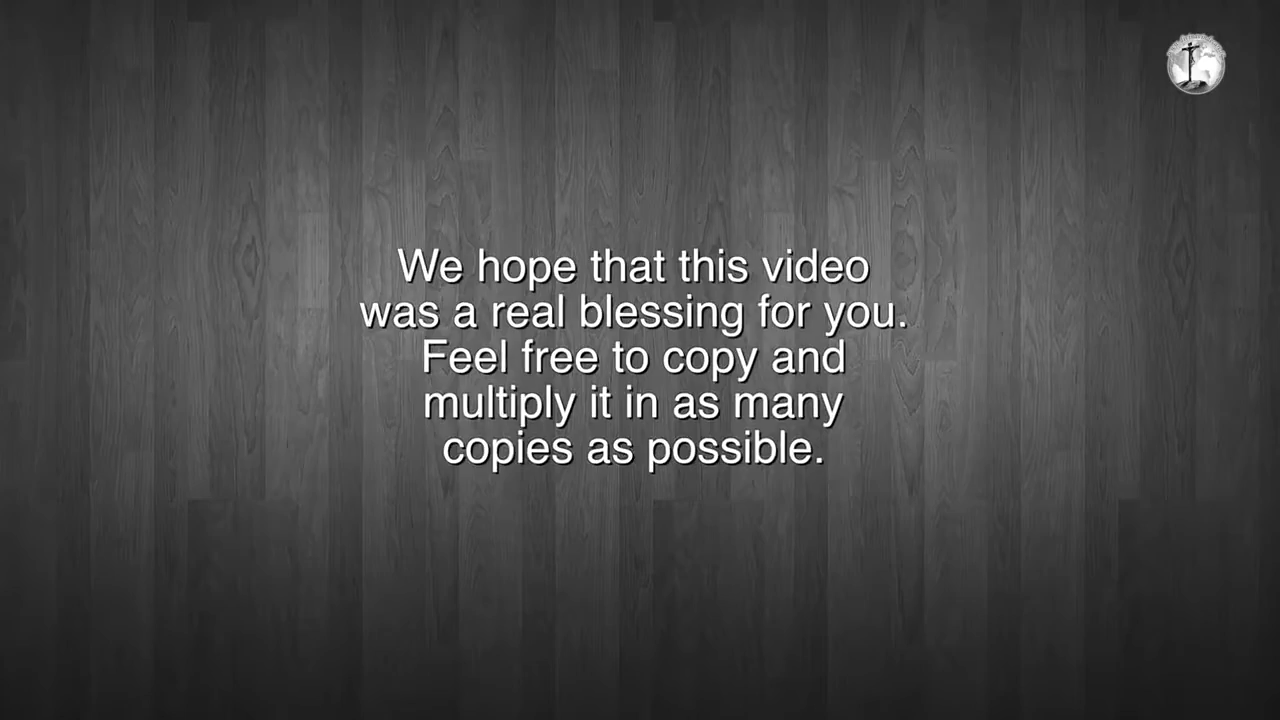 We hope that this video
was a real blessing for you.
Feel free to copy and
multiply it in as many
copies as possible.